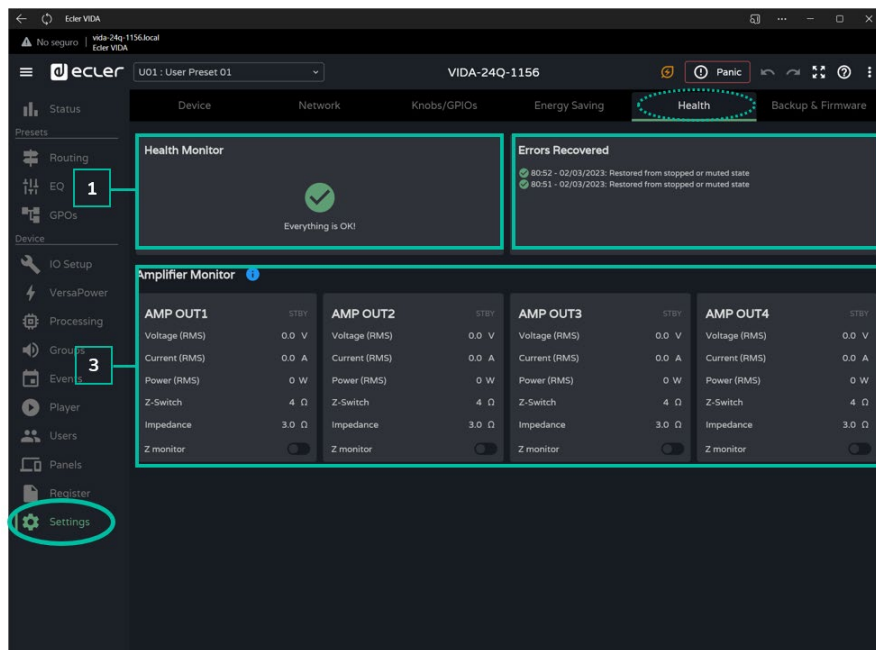 Ecler VIDA
No seguro | vida-24q-1156.local
Ecler VIDA
ecler
U01 : User Preset 01
VIDA-24Q-1156
Panic
Status
Device
Network
Knobs/GPIOs
Energy Saving
Health
Backup & Firmware
Presets
Routing
EQ
GPOs
Device
IO Setup
VersaPower
Processing
Groups
Events
Player
Users
Panels
Register
Settings
1
Health Monitor
Everything is OK!
Errors Recovered
80:52 - 02/03/2023: Restored from stopped or muted state
80:51 - 02/03/2023: Restored from stopped or muted state
3
Amplifier Monitor
AMP OUT1 STBY
Voltage (RMS) 0.0 V
Current (RMS) 0.0 A
Power (RMS) 0 W
Z-Switch 4 Ω
Impedance 3.0 Ω
Z monitor
AMP OUT2 STBY
Voltage (RMS) 0.0 V
Current (RMS) 0.0 A
Power (RMS) 0 W
Z-Switch 4 Ω
Impedance 3.0 Ω
Z monitor
AMP OUT3 STBY
Voltage (RMS) 0.0 V
Current (RMS) 0.0 A
Power (RMS) 0 W
Z-Switch 4 Ω
Impedance 3.0 Ω
Z monitor
AMP OUT4 STBY
Voltage (RMS) 0.0 V
Current (RMS) 0.0 A
Power (RMS) 0 W
Z-Switch 4 Ω
Impedance 3.0 Ω
Z monitor